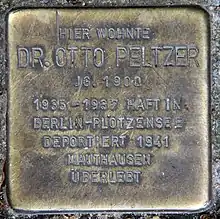 HIER WOHNTE
DR. OTTO PELTZER
JG. 1900
1935-1937 HAFT IN
BERLIN-PLÖTZENSEE
DEPORTIERT 1941
MAUTHAUSEN
ÜBERLEBT